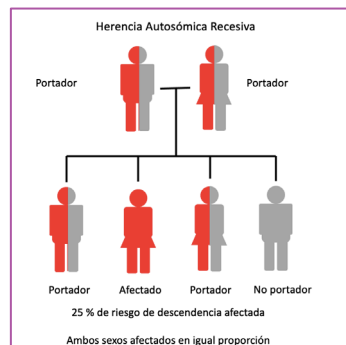 Herencia Autosómica Recesiva
Portador Portador
Portador Afectado Portador No portador
25 % de riesgo de descendencia afectada
Ambos sexos afectados en igual proporción